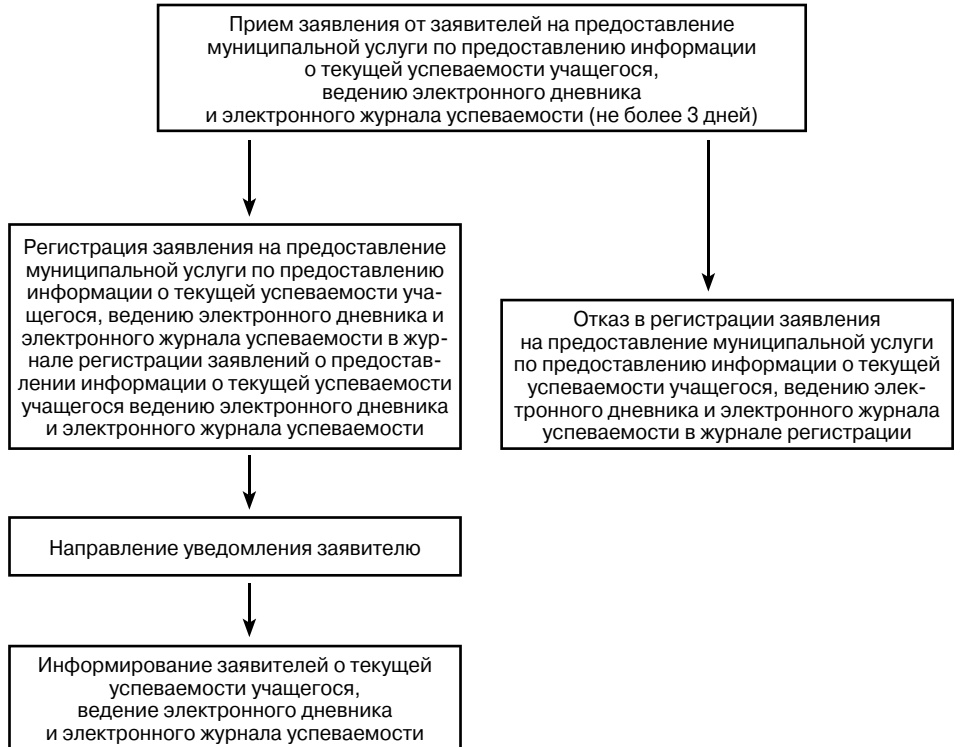 Прием заявления от заявителей на предоставление
муниципальной услуги по предоставлению информации
о текущей успеваемости учащегося,
ведению электронного дневника
и электронного журнала успеваемости (не более 3 дней)
Регистрация заявления на предоставление
муниципальной услуги по предоставлению
информации о текущей успеваемости уча-
щегося, ведению электронного дневника и
электронного журнала успеваемости в жур-
нале регистрации заявлений о предостав-
лении информации о текущей успеваемости
учащегося ведению электронного дневника
и электронного журнала успеваемости
Отказ в регистрации заявления
на предоставление муниципальной услуги
по предоставлению информации о текущей
успеваемости учащегося, ведению элек-
тронного дневника и электронного журнала
успеваемости в журнале регистрации
Направление уведомления заявителю
Информирование заявителей о текущей
успеваемости учащегося,
ведение электронного дневника
и электронного журнала успеваемости